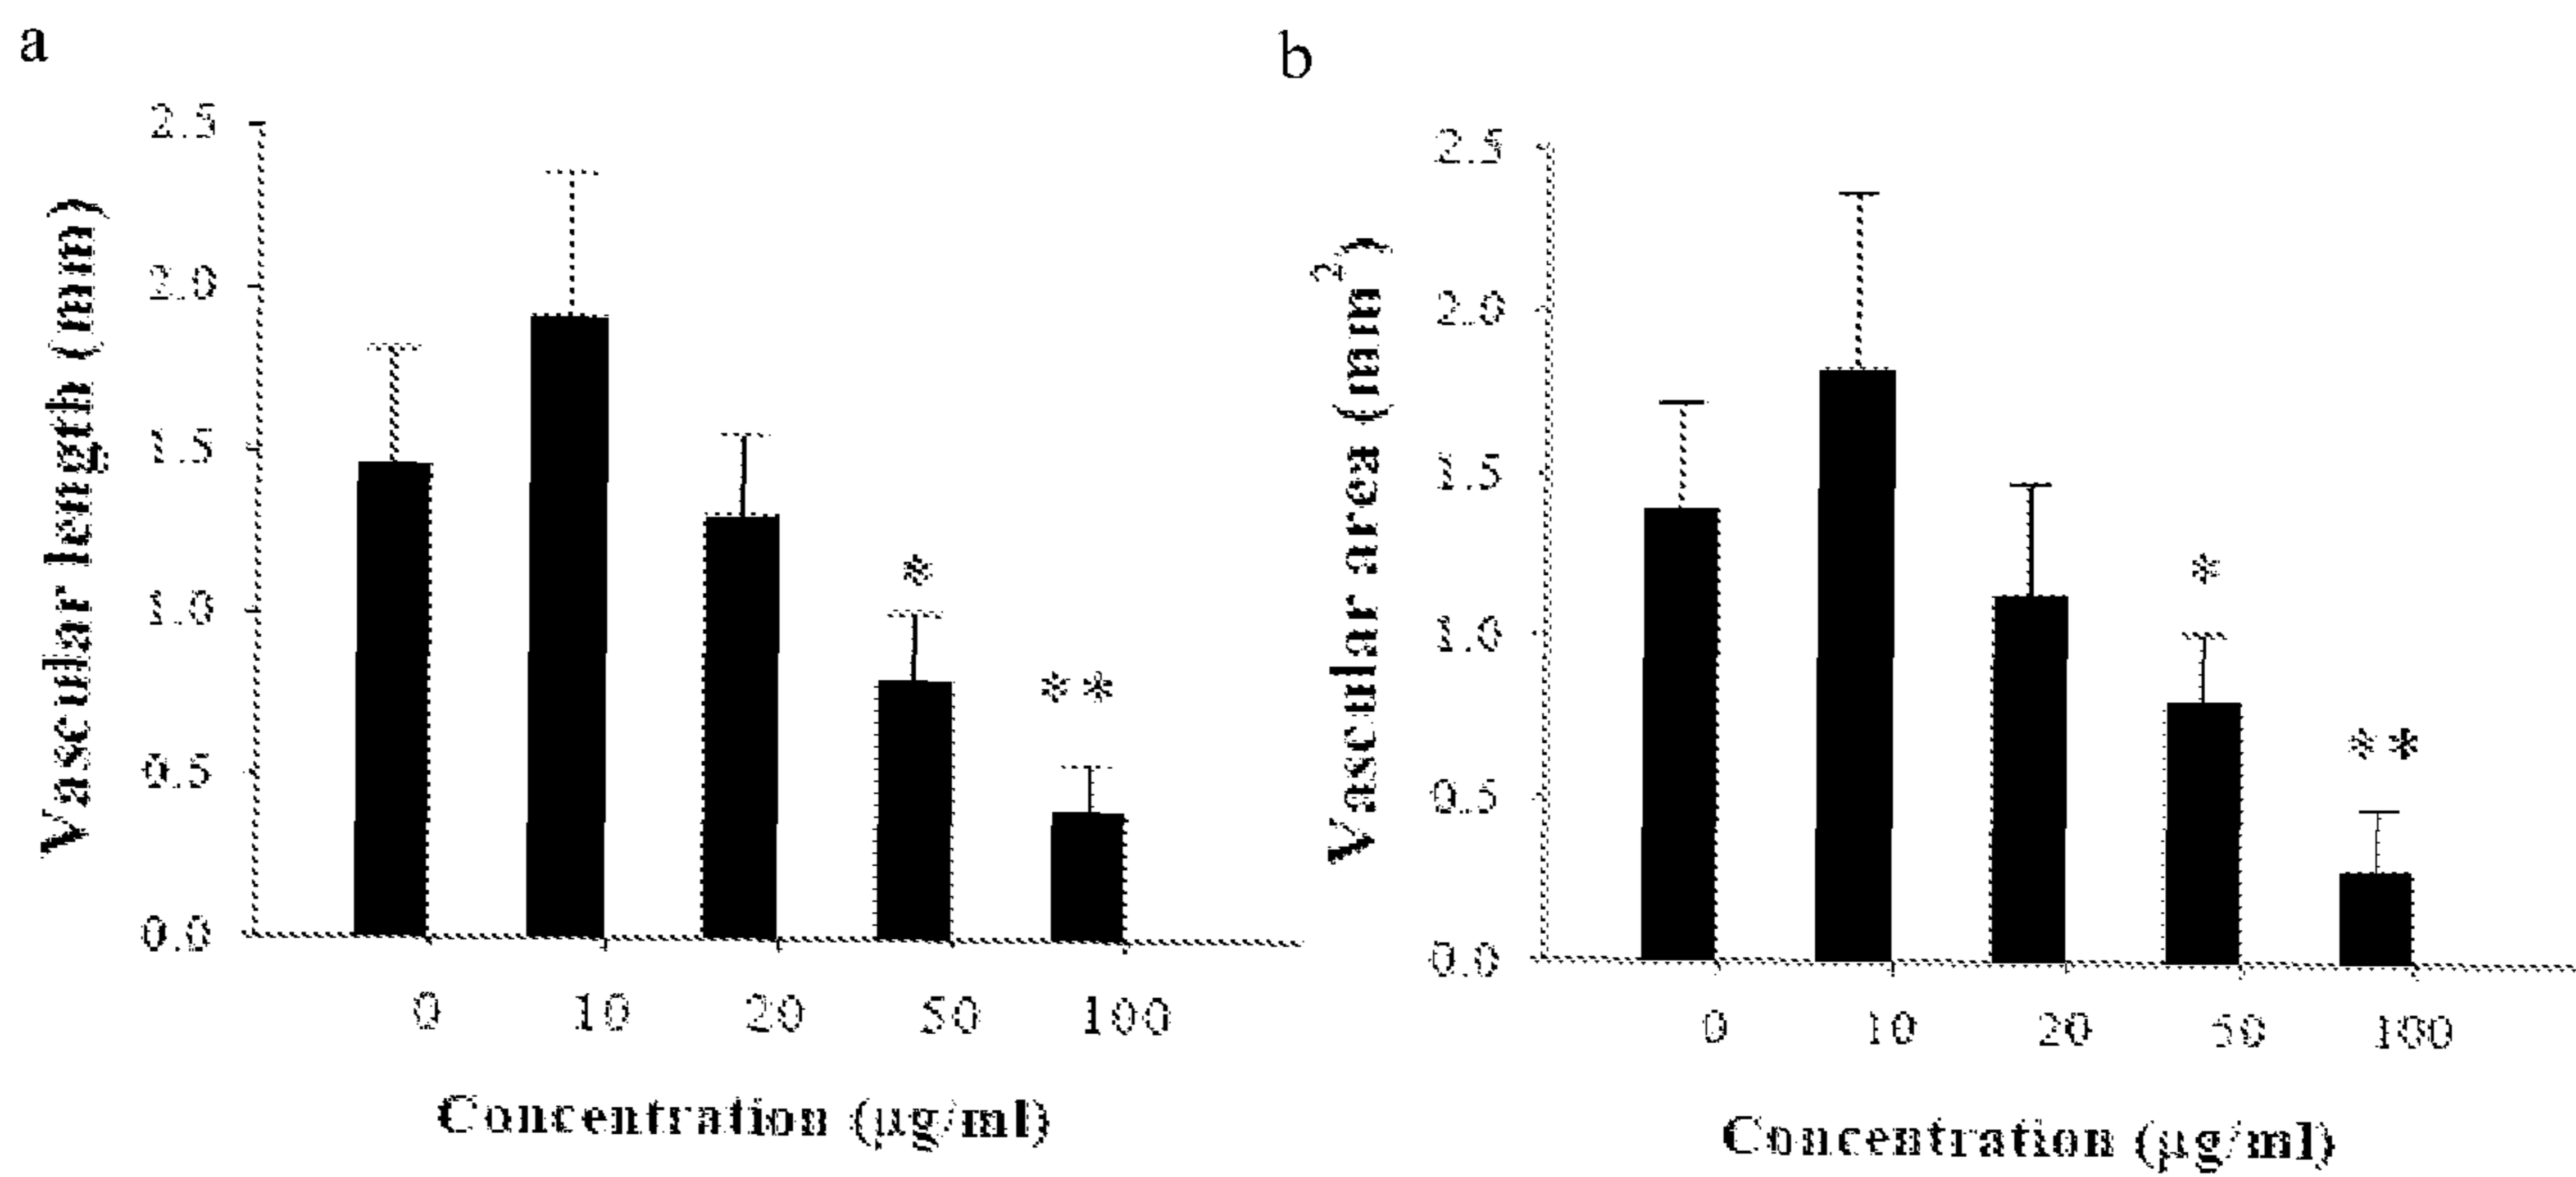 a
Vascular length (mm)
2.5
2.0
1.5
1.0
0.5
0.0
*
**
0 10 20 50 100
Concentration (µg/ml)
b
Vascular area (mm²)
2.5
2.0
1.5
1.0
0.5
0.0
*
**
0 10 20 50 100
Concentration (µg/ml)